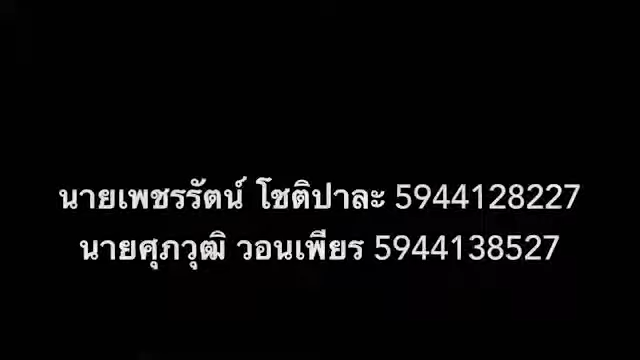 นายเพชรรัตน์ โชติปาละ 5944128227
นายศุภวุฒิ วอนเพียร 5944138527